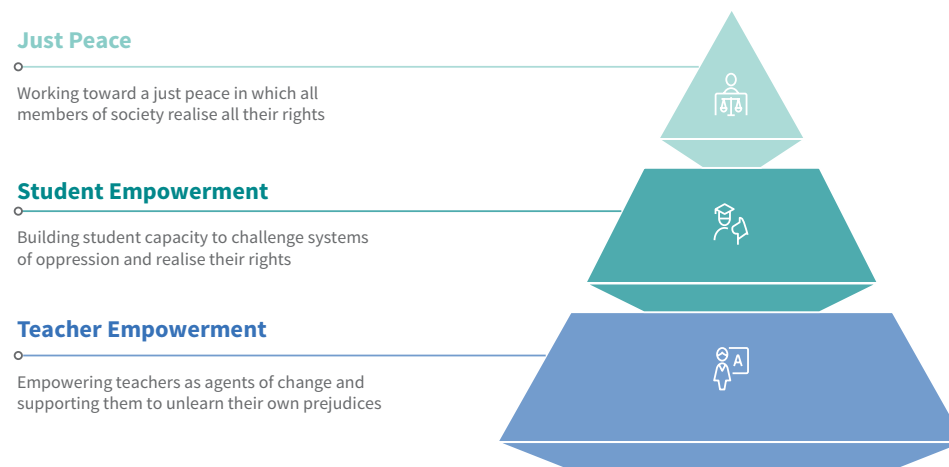 Just Peace
Working toward a just peace in which all
members of society realise all their rights
Student Empowerment
Building student capacity to challenge systems
of oppression and realise their rights
Teacher Empowerment
Empowering teachers as agents of change and
supporting them to unlearn their own prejudices
A